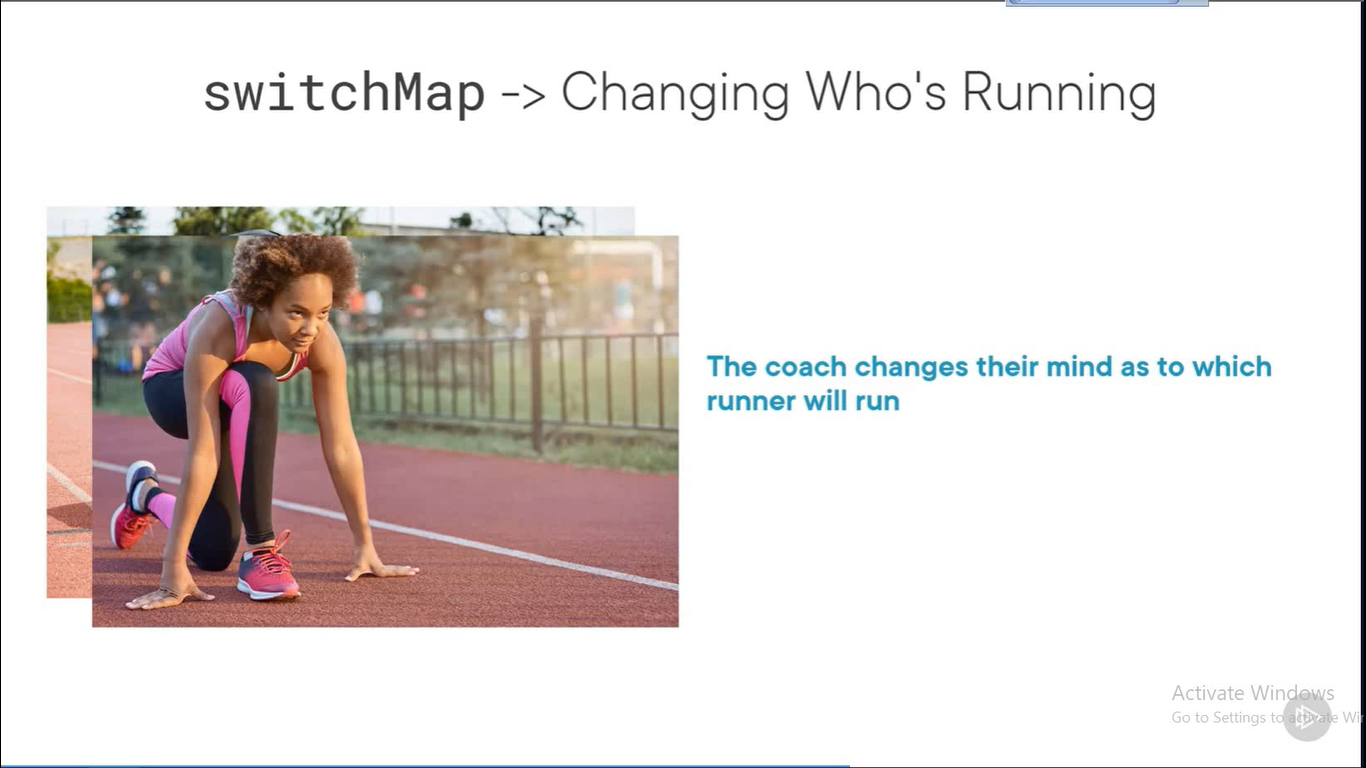 switchMap -> Changing Who's Running
The coach changes their mind as to which
runner will run
Activate Windows
Go to Settings to activate